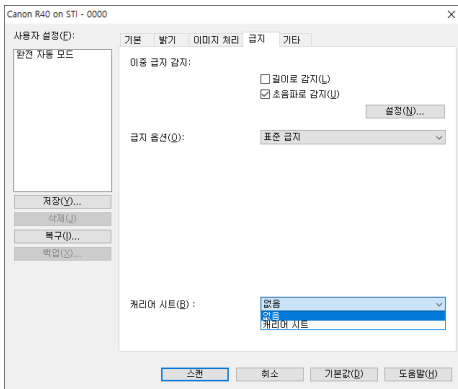 Canon R40 on STI - 0000
사용자 설정(F):
완전 자동 모드
저장(Y)...
삭제(J)
복구(I)...
백업(X)...
기본 밝기 이미지 처리 급지 기타
이중 급지 감지:
길이로 감지(L)
초음파로 감지(U)
설정(N)...
급지 옵션(O):
표준 급지
캐리어 시트(B) :
없음
없음
캐리어 시트
스캔 취소 기본값(D) 도움말(H)